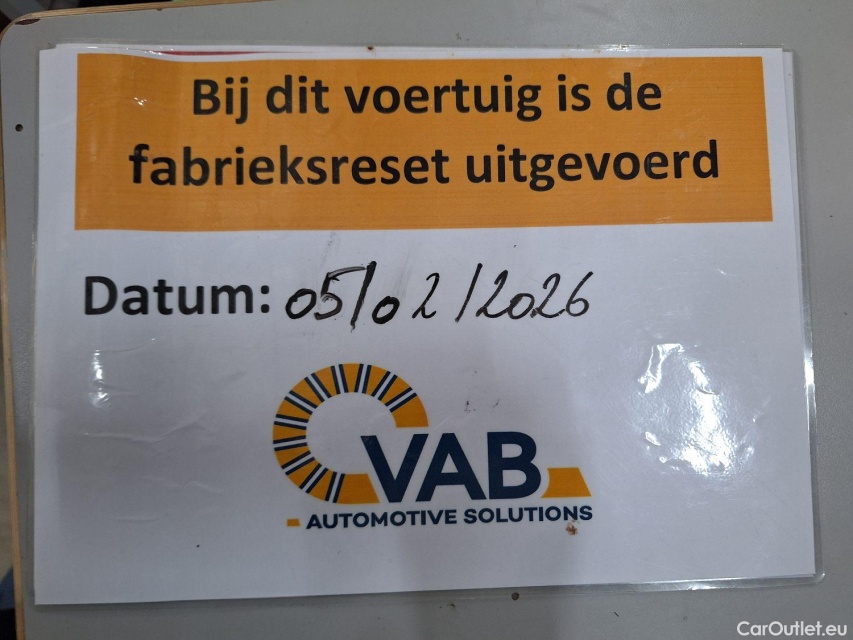 Bij dit voertuig is de
fabrieksreset uitgevoerd
Datum: 05/02/2026
VAB
AUTOMOTIVE SOLUTIONS
CarOutlet.eu